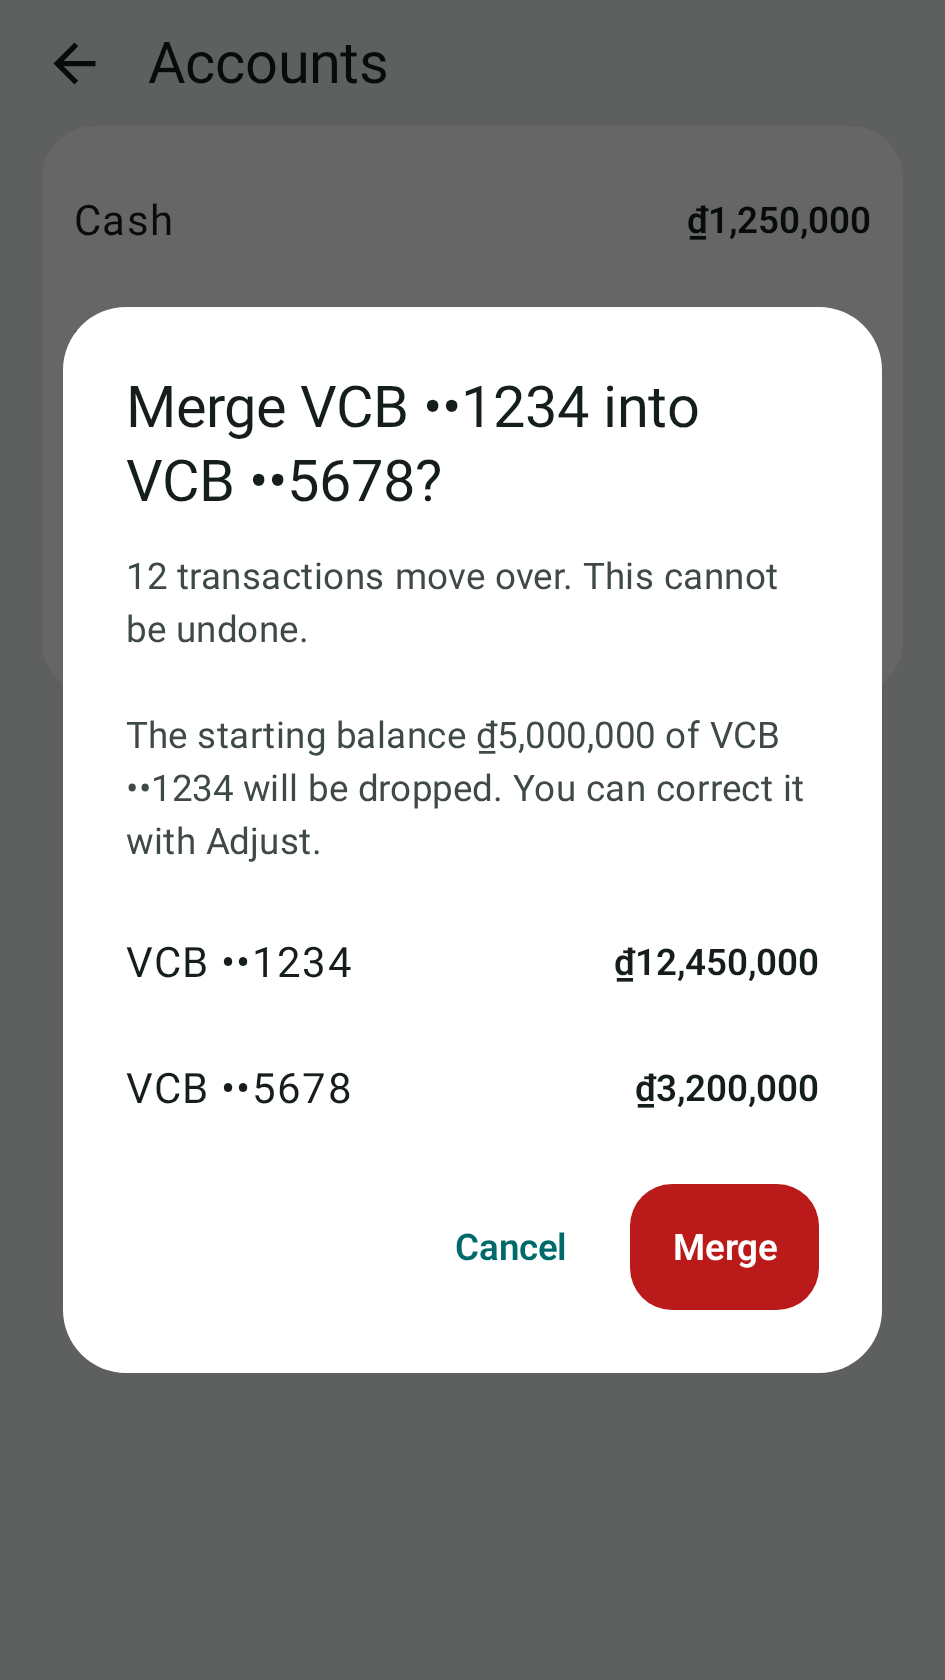 Accounts
Cash ₫1,250,000
Merge VCB ••1234 into
VCB ••5678?
12 transactions move over. This cannot
be undone.
The starting balance ₫5,000,000 of VCB
••1234 will be dropped. You can correct it
with Adjust.
VCB ••1234 ₫12,450,000
VCB ••5678 ₫3,200,000
Cancel Merge